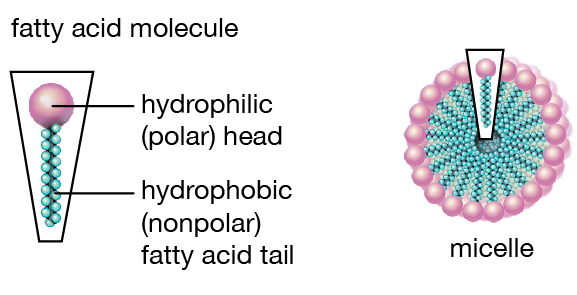 fatty acid molecule
hydrophilic
(polar) head
hydrophobic
(nonpolar)
fatty acid tail
micelle